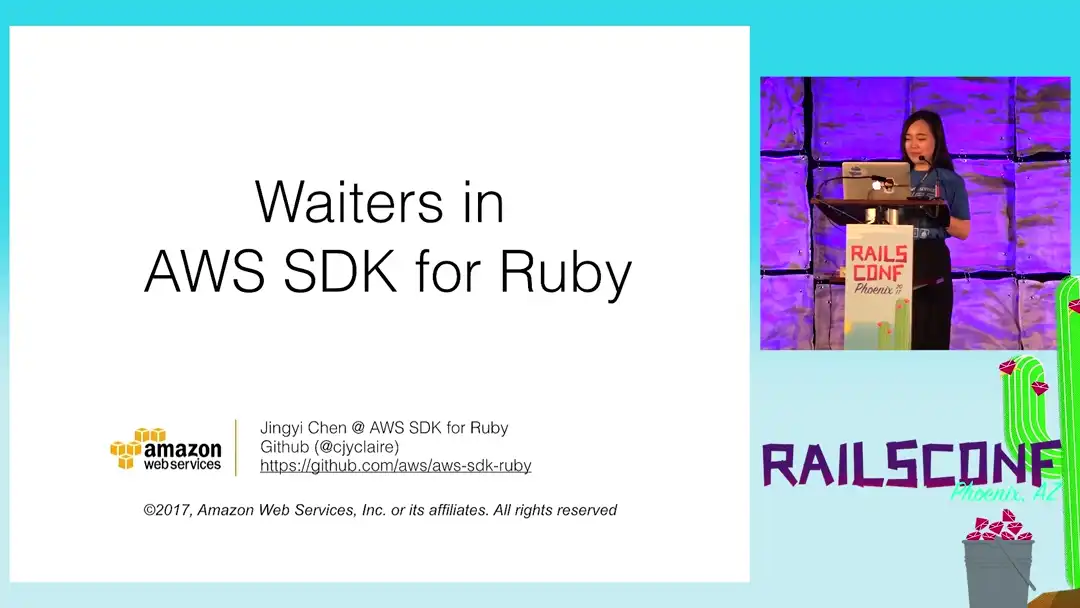 Waiters in
AWS SDK for Ruby
amazon
web services
Jingyi Chen @ AWS SDK for Ruby
Github (@cjyclaire)
https://github.com/aws/aws-sdk-ruby
©2017, Amazon Web Services, Inc. or its affiliates. All rights reserved
RAILS
CONF
Phoenix 2017
RAILSCONF
Phoenix, AZ